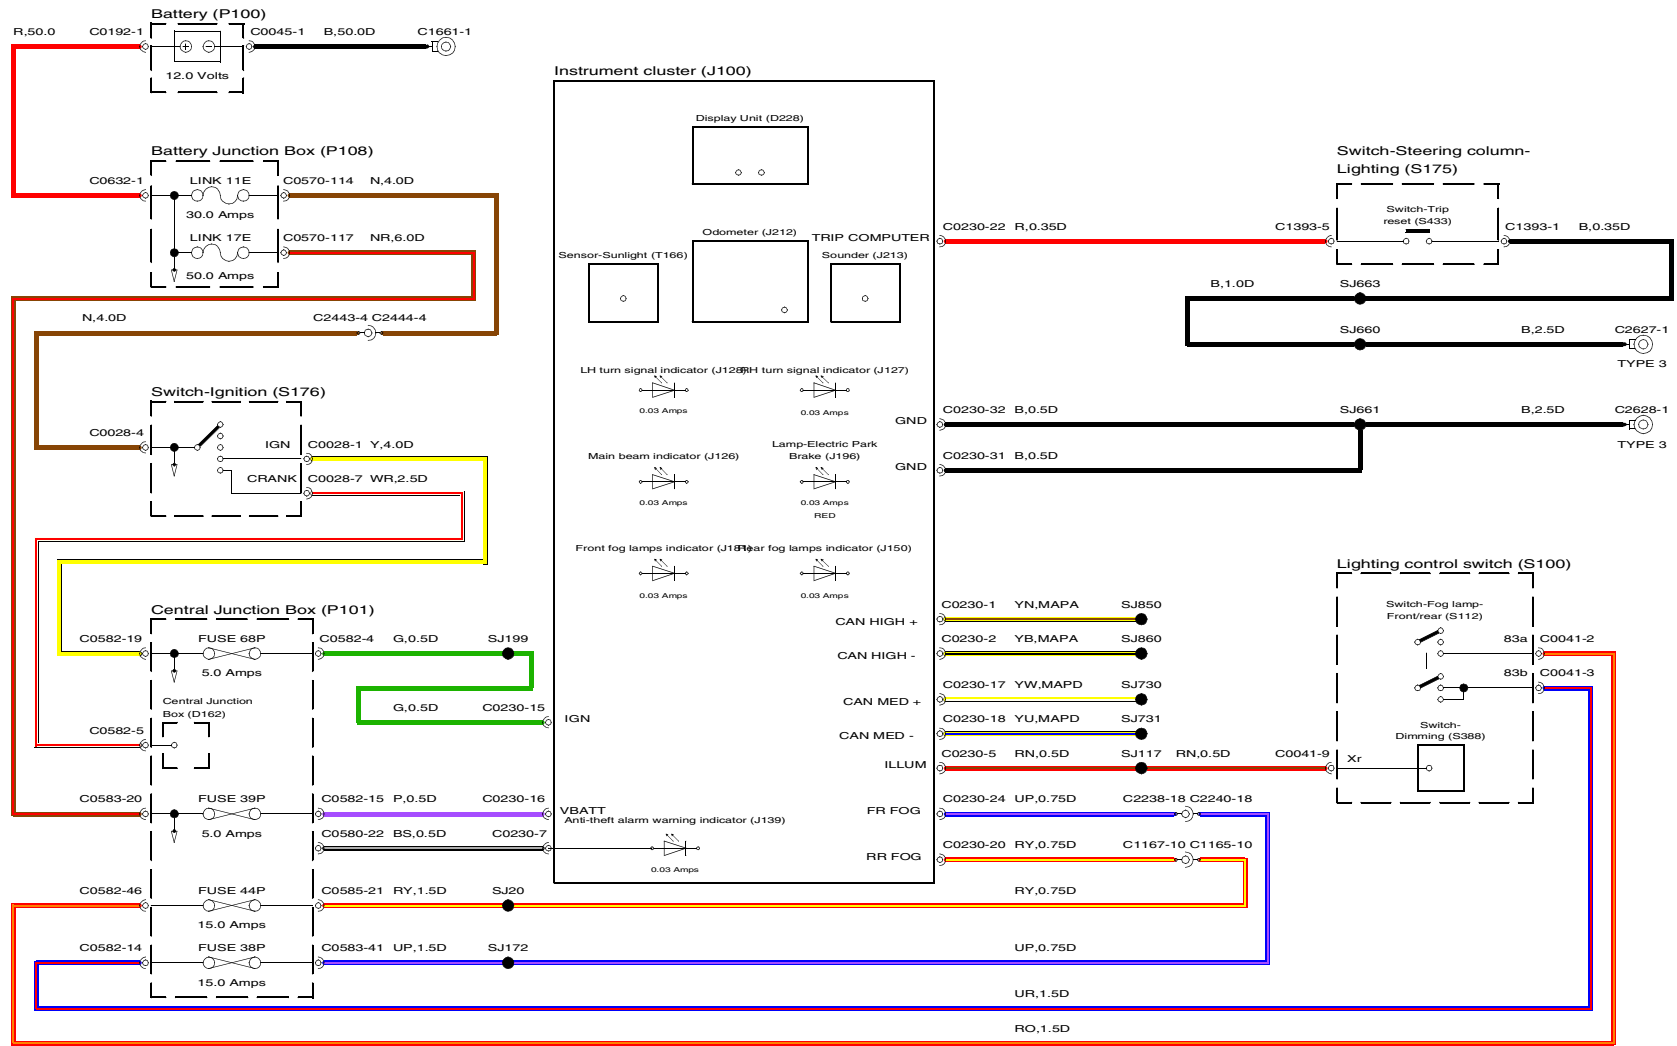 Battery (P100)
R,50.0 C0192-1 C0045-1 B,50.0D C1661-1
12.0 Volts
Battery Junction Box (P108)
C0632-1 LINK 11E C0570-114 N,4.0D
30.0 Amps
LINK 17E C0570-117 NR,6.0D
50.0 Amps
N,4.0D C2443-4 C2444-4
Switch-Ignition (S176)
C0028-4
IGN C0028-1 Y,4.0D
CRANK C0028-7 WR,2.5D
Central Junction Box (P101)
C0582-19 FUSE 68P C0582-4 G,0.5D SJ199
5.0 Amps
Central Junction
Box (D162)
C0582-5
G,0.5D C0230-15 IGN
C0583-20 FUSE 39P C0582-15 P,0.5D C0230-16 VBATT
5.0 Amps C0580-22 BS,0.5D C0230-7
C0582-46 FUSE 44P C0585-21 RY,1.5D SJ20 RY,0.75D
15.0 Amps
C0582-14 FUSE 38P C0583-41 UP,1.5D SJ172 UP,0.75D
15.0 Amps
UR,1.5D
RO,1.5D
Instrument cluster (J100)
Display Unit (D228)
Odometer (J212)
Sensor-Sunlight (T166)
Sounder (J213)
LH turn signal indicator (J128)
RH turn signal indicator (J127)
0.03 Amps
0.03 Amps
Main beam indicator (J126)
Lamp-Electric Park
Brake (J196)
0.03 Amps
0.03 Amps
RED
Front fog lamps indicator
Rear fog lamps indicator (J150)
0.03 Amps
0.03 Amps
Anti-theft alarm warning indicator (J139)
0.03 Amps
TRIP COMPUTER C0230-22 R,0.35D C1393-5
Switch-Steering column-
Lighting (S175)
Switch-Trip
reset (S433)
C1393-1 B,0.35D
B,1.0D SJ663
SJ660 B,2.5D C2627-1
TYPE 3
GND C0230-32 B,0.5D SJ661 B,2.5D C2628-1
TYPE 3
GND C0230-31 B,0.5D
CAN HIGH + C0230-1 YN,MAPA SJ850
CAN HIGH - C0230-2 YB,MAPA SJ860
CAN MED + C0230-17 YW,MAPD SJ730
CAN MED - C0230-18 YU,MAPD SJ731
ILLUM C0230-5 RN,0.5D SJ117 RN,0.5D C0041-9
FR FOG C0230-24 UP,0.75D C2238-18 C2240-18
RR FOG C0230-20 RY,0.75D C1167-10 C1165-10
Lighting control switch (S100)
Switch-Fog lamp-
Front/rear (S112)
83a C0041-2
83b C0041-3
Switch-
Dimming (S388)
Xr